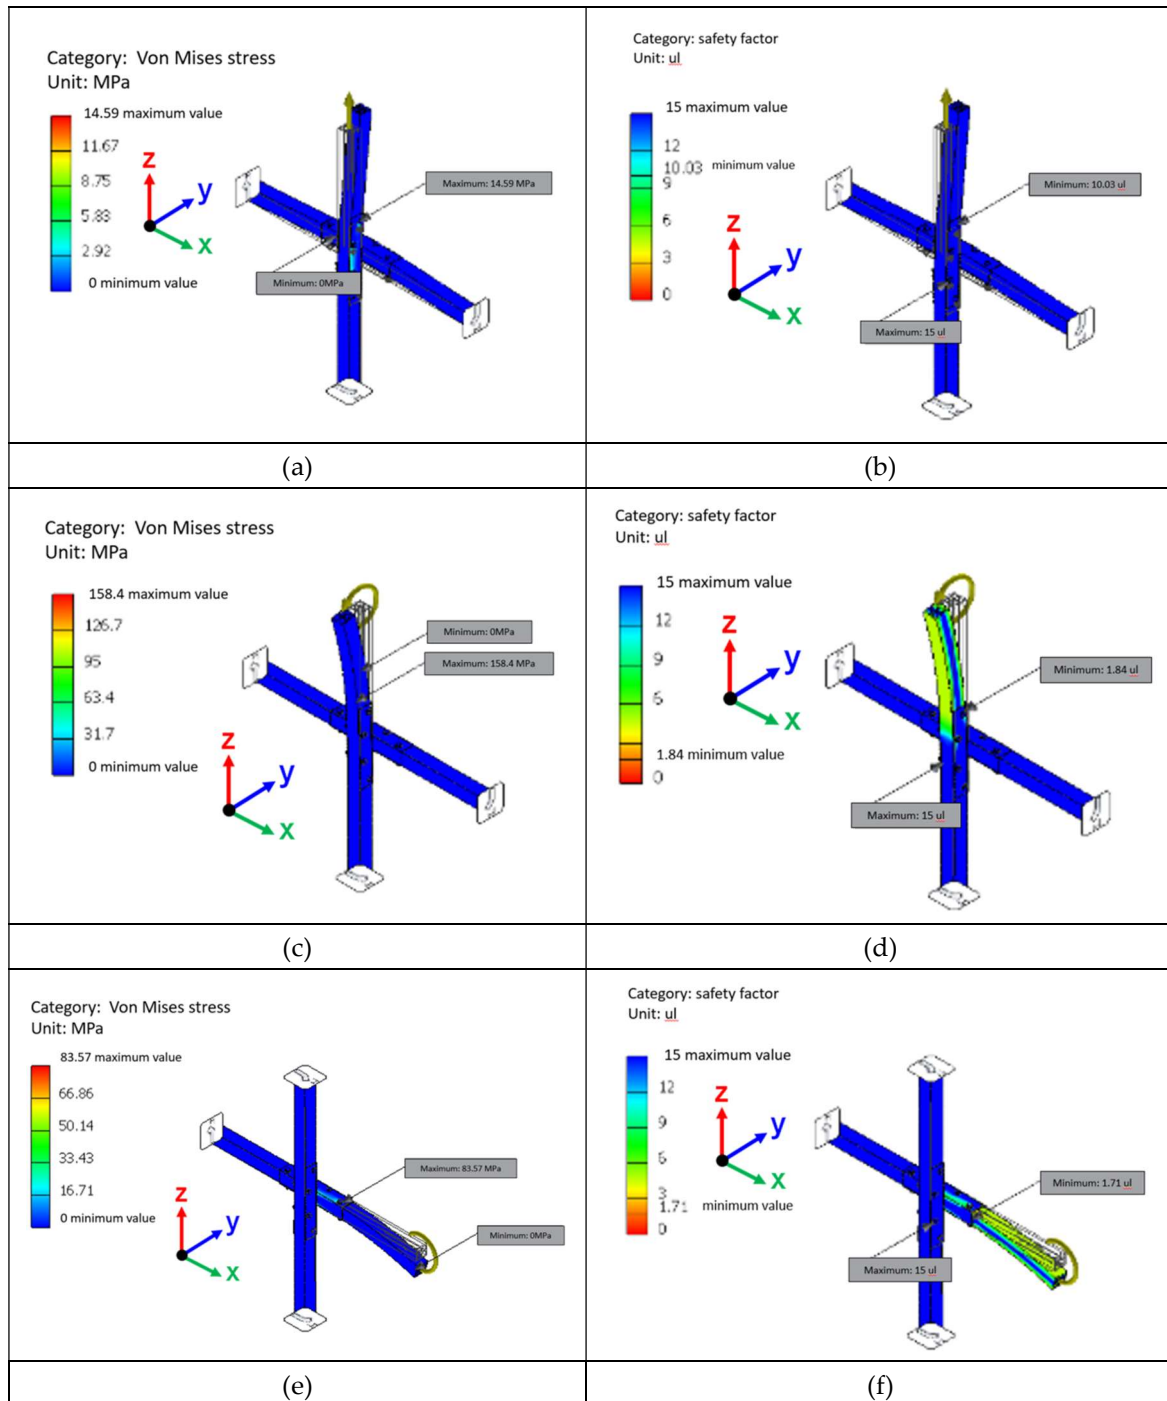 Category: Von Mises stress
Unit: MPa
14.59 maximum value
11.67
8.75
5.83
2.92
0 minimum value
z
y
x
Maximum: 14.59 MPa
Minimum: 0MPa
(a)
Category: safety factor
Unit: ul
15 maximum value
12
10.03 minimum value
9
6
3
0
z
y
x
Minimum: 10.03 ul
Maximum: 15 ul
(b)
Category: Von Mises stress
Unit: MPa
158.4 maximum value
126.7
95
63.4
31.7
0 minimum value
z
y
x
Minimum: 0MPa
Maximum: 158.4 MPa
(c)
Category: safety factor
Unit: ul
15 maximum value
12
9
6
1.84 minimum value
0
z
y
x
Minimum: 1.84 ul
Maximum: 15 ul
(d)
Category: Von Mises stress
Unit: MPa
83.57 maximum value
66.86
50.14
33.43
16.71
0 minimum value
z
y
x
Maximum: 83.57 MPa
Minimum: 0MPa
(e)
Category: safety factor
Unit: ul
15 maximum value
12
9
6
3
1.71 minimum value
0
z
y
x
Minimum: 1.71 ul
Maximum: 15 ul
(f)